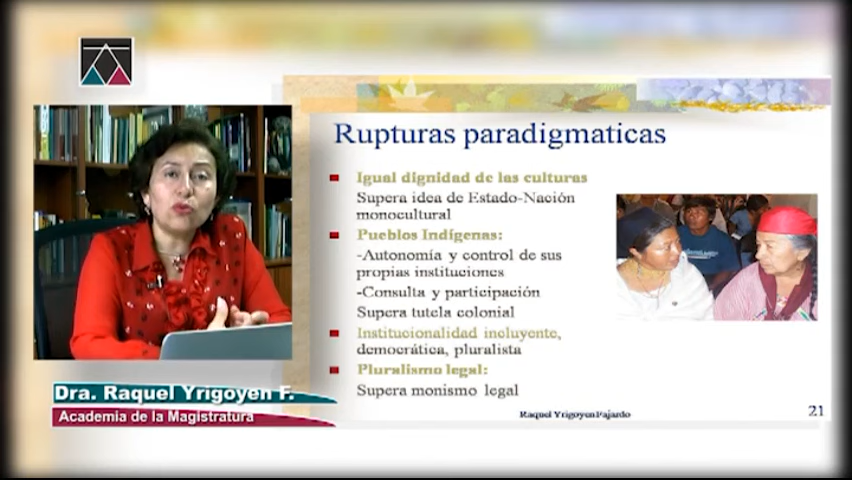 Rupturas paradigmaticas
Igual dignidad de las culturas
Supera idea de Estado-Nación
monocultural
Pueblos Indígenas:
-Autonomía y control de sus
propias instituciones
-Consulta y participación
Supera tutela colonial
Institucionalidad incluyente,
democrática, pluralista
Pluralismo legal:
Supera monismo legal
Raquel Yrigoyen Fajardo
21
Dra. Raquel Yrigoyen F.
Academia de la Magistratura